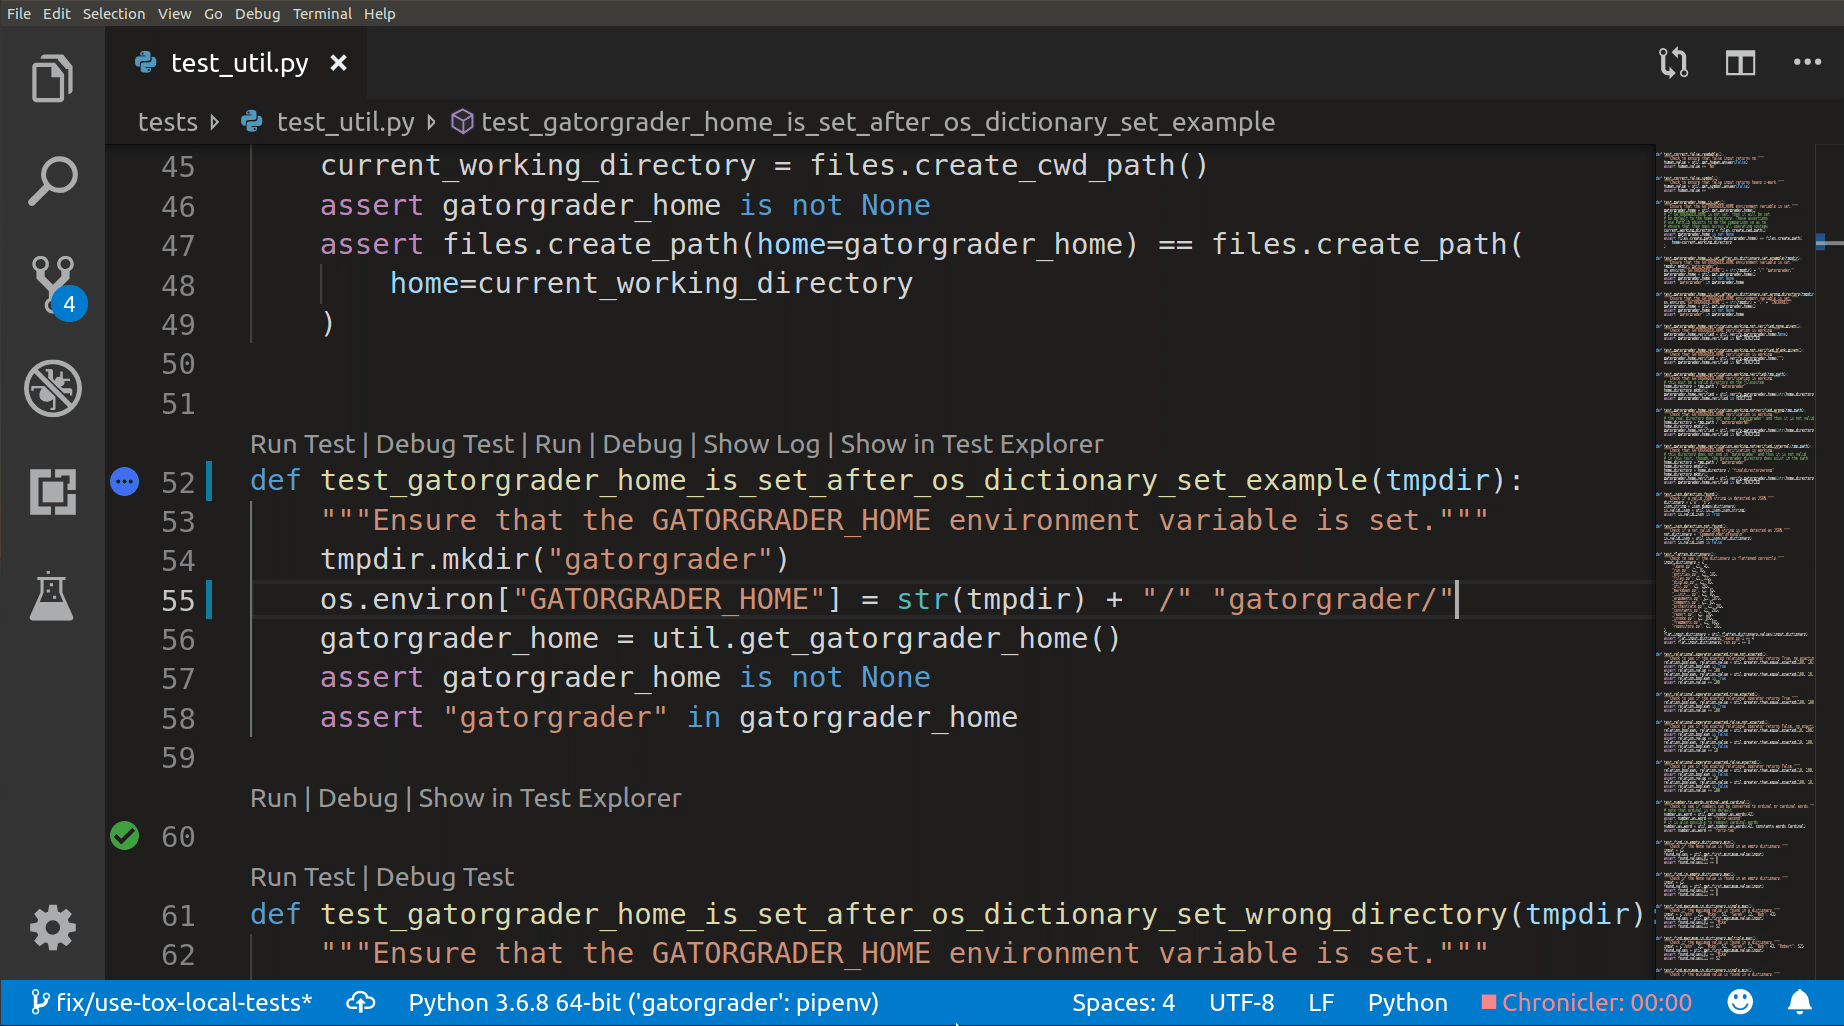 File Edit Selection View Go Debug Terminal Help
test_util.py
tests test_util.py test_gatorgrader_home_is_set_after_os_dictionary_set_example
45 current_working_directory = files.create_cwd_path()
46 assert gatorgrader_home is not None
47 assert files.create_path(home=gatorgrader_home) == files.create_path(
48 home=current_working_directory
49 )
50
51
Run Test | Debug Test | Run | Debug | Show Log | Show in Test Explorer
52 def test_gatorgrader_home_is_set_after_os_dictionary_set_example(tmpdir):
53 """Ensure that the GATORGRADER_HOME environment variable is set."""
54 tmpdir.mkdir("gatorgrader")
55 os.environ["GATORGRADER_HOME"] = str(tmpdir) + "/" "gatorgrader/"
56 gatorgrader_home = util.get_gatorgrader_home()
57 assert gatorgrader_home is not None
58 assert "gatorgrader" in gatorgrader_home
59
Run | Debug | Show in Test Explorer
60
Run Test | Debug Test
61 def test_gatorgrader_home_is_set_after_os_dictionary_set_wrong_directory(tmpdir)
62 """Ensure that the GATORGRADER_HOME environment variable is set."""
4
fix/use-tox-local-tests* Python 3.6.8 64-bit ('gatorgrader': pipenv) Spaces: 4 UTF-8 LF Python Chronicler: 00:00